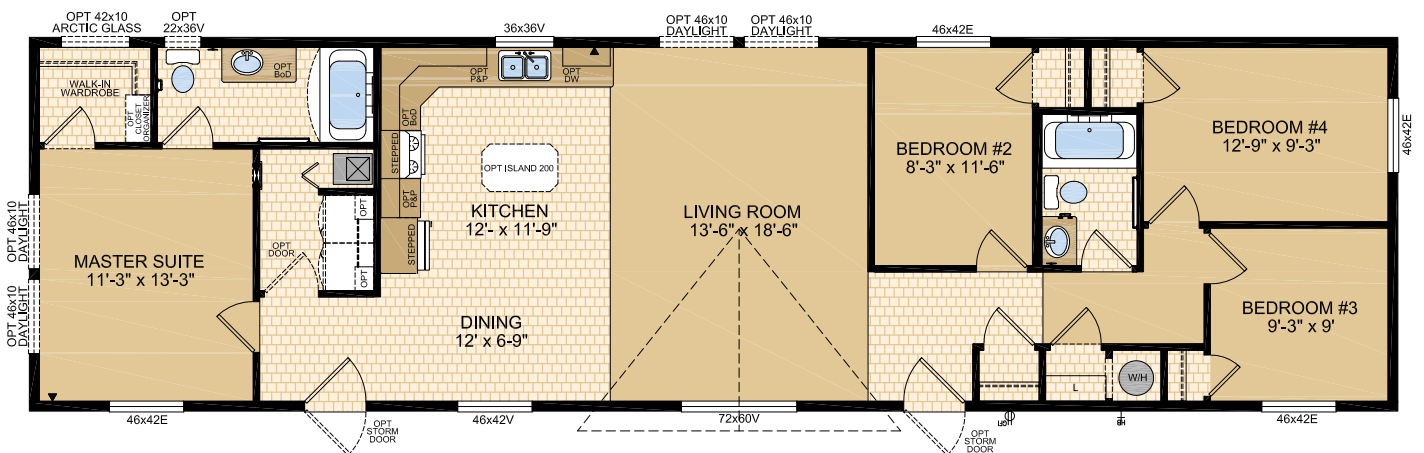 OPT 42x10
ARCTIC GLASS
OPT
22x36V
36x36V
OPT 46x10
DAYLIGHT
OPT 46x10
DAYLIGHT
46x42E
WALK-IN
WARDROBE
OPT
CLOSET
ORGANIZER
OPT
BoD
OPT
P&P
OPT
DW
OPT
BoD
STEPPED
OPT ISLAND 200
OPT
P&P
STEPPED
KITCHEN
12'- x 11'-9"
LIVING ROOM
13'-6" x 18'-6"
BEDROOM #2
8'-3" x 11'-6"
BEDROOM #4
12'-9" x 9'-3"
46x42E
OPT 46x10
DAYLIGHT
OPT 46x10
DAYLIGHT
MASTER SUITE
11'-3" x 13'-3"
OPT
DOOR
OPT
OPT
DINING
12' x 6-9"
BEDROOM #3
9'-3" x 9'
L
W/H
46x42E
OPT
STORM
DOOR
46x42V
72x60V
OPT
STORM
DOOR
46x42E